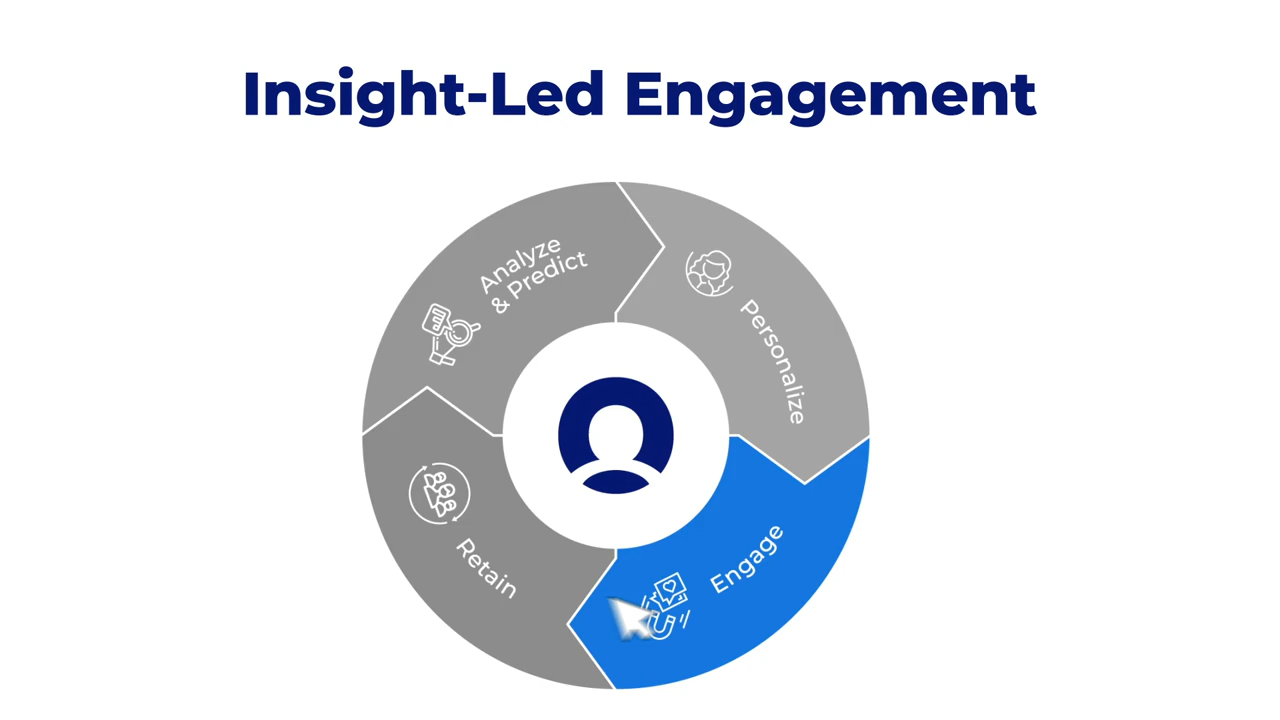 Insight-Led Engagement
Analyze
& Predict
Personalize
Engage
Retain